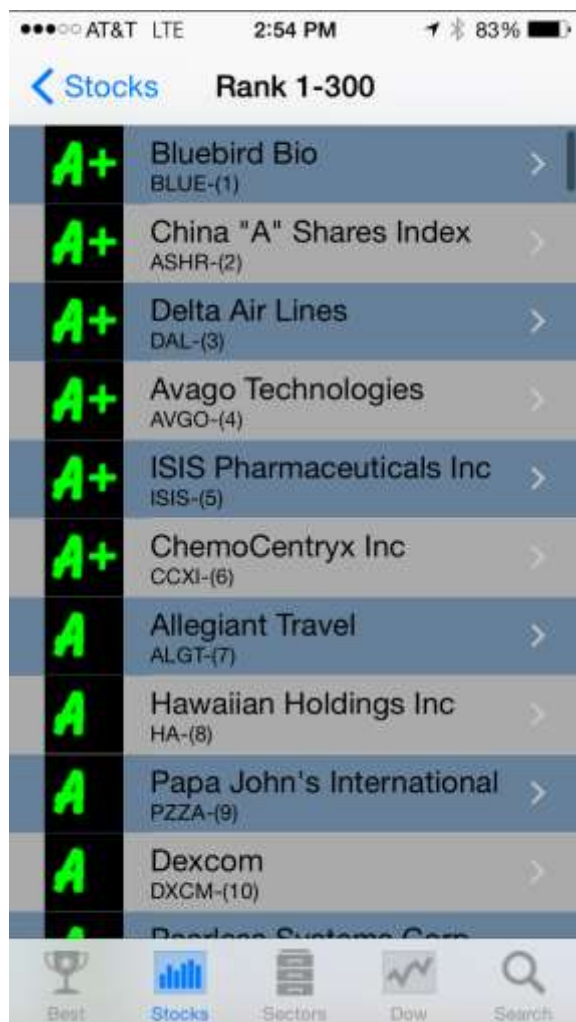 AT&T LTE 2:54 PM 83%
Stocks Rank 1-300
A+ Bluebird Bio
BLUE-(1)
A+ China "A" Shares Index
ASHR-(2)
A+ Delta Air Lines
DAL-(3)
A+ Avago Technologies
AVGO-(4)
A+ ISIS Pharmaceuticals Inc
ISIS-(5)
A+ ChemoCentryx Inc
CCXI-(6)
A Allegiant Travel
ALGT-(7)
A Hawaiian Holdings Inc
HA-(8)
A Papa John's International
PZZA-(9)
A Dexcom
DXCM-(10)
A Peerless Systems Corp
Best Stocks Sectors Dow Search